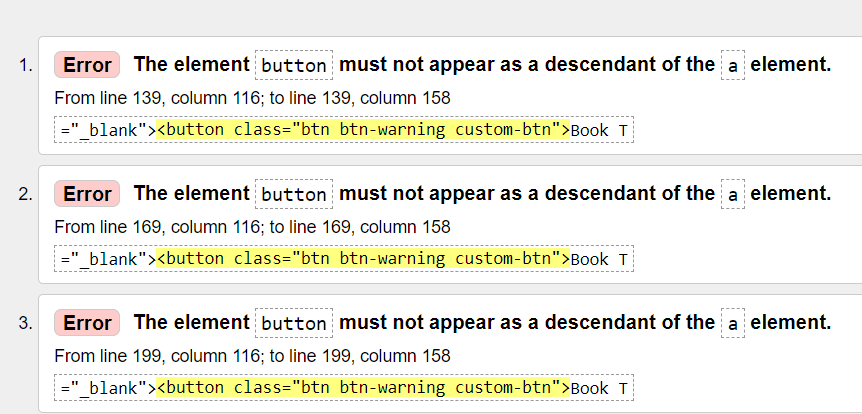 1. Error The element button must not appear as a descendant of the a element.
From line 139, column 116; to line 139, column 158
="_blank"><button class="btn btn-warning custom-btn">Book T
2. Error The element button must not appear as a descendant of the a element.
From line 169, column 116; to line 169, column 158
="_blank"><button class="btn btn-warning custom-btn">Book T
3. Error The element button must not appear as a descendant of the a element.
From line 199, column 116; to line 199, column 158
="_blank"><button class="btn btn-warning custom-btn">Book T